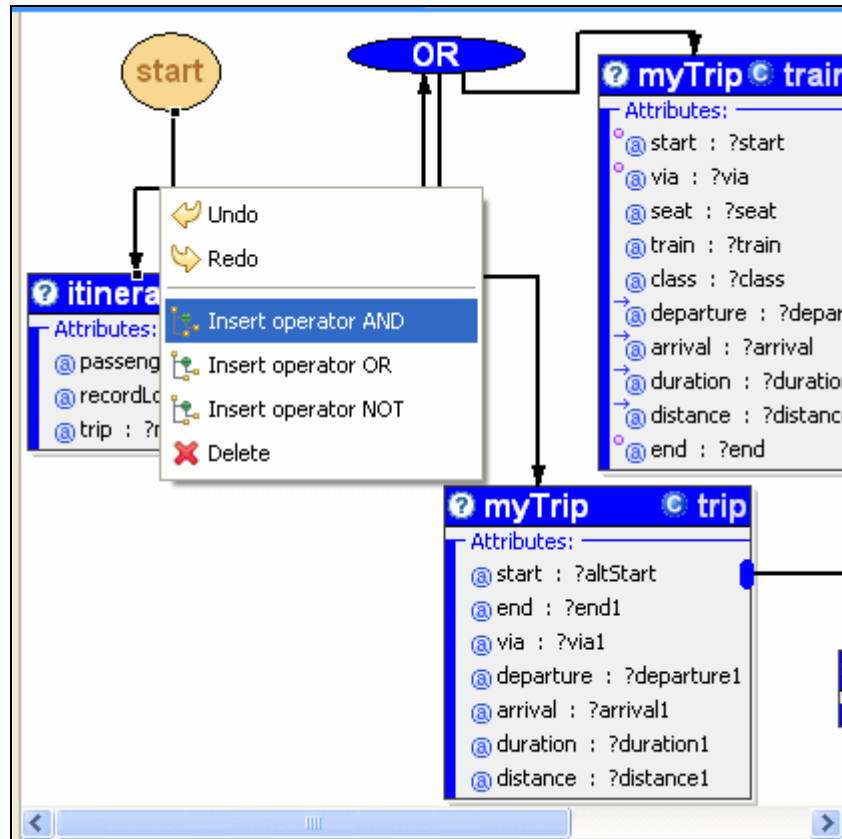 start
OR
myTrip © train
Attributes:
@ start : ?start
@ via : ?via
@ seat : ?seat
@ train : ?train
@ class : ?class
@ departure : ?depar
@ arrival : ?arrival
@ duration : ?duration
@ distance : ?distance
@ end : ?end
Undo
Redo
Insert operator AND
Insert operator OR
Insert operator NOT
Delete
itinera
Attributes:
@ passeng
@ recordLo
@ trip : ?
myTrip © trip
Attributes:
@ start : ?altStart
@ end : ?end1
@ via : ?via1
@ departure : ?departure1
@ arrival : ?arrival1
@ duration : ?duration1
@ distance : ?distance1